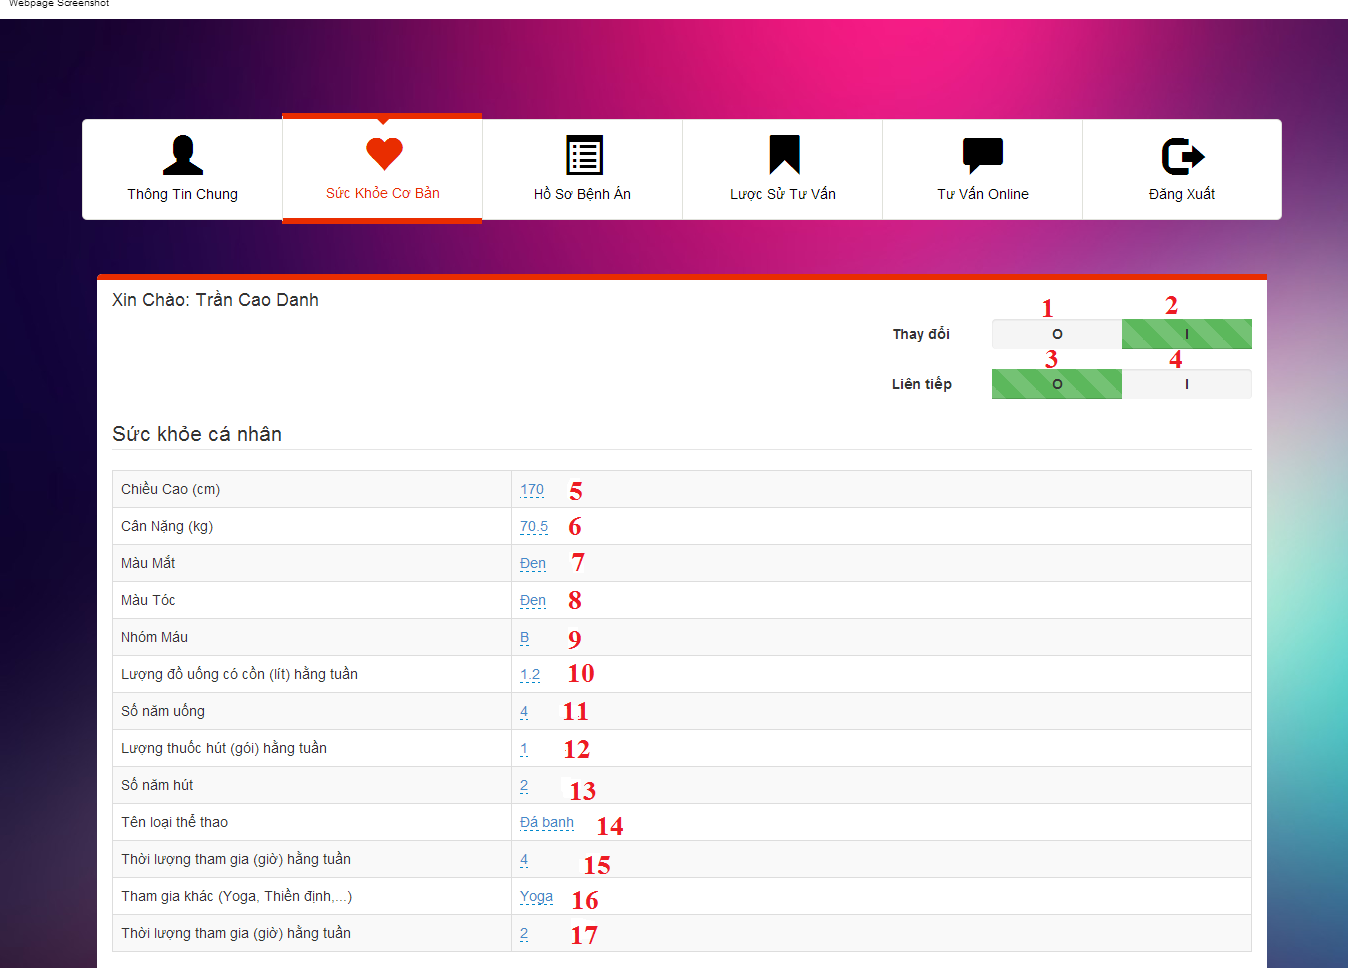 Webpage Screenshot
Thông Tin Chung
Sức Khỏe Cơ Bản
Hồ Sơ Bệnh Án
Lược Sử Tư Vấn
Tư Vấn Online
Đăng Xuất
Xin Chào: Trần Cao Danh
1 2
Thay đổi O I
3 4
Liên tiếp O I
Sức khỏe cá nhân
Chiều Cao (cm) 170 5
Cân Nặng (kg) 70.5 6
Màu Mắt Đen 7
Màu Tóc Đen 8
Nhóm Máu B 9
Lượng đồ uống có cồn (lít) hằng tuần 1.2 10
Số năm uống 4 11
Lượng thuốc hút (gói) hằng tuần 1 12
Số năm hút 2 13
Tên loại thể thao Đá banh 14
Thời lượng tham gia (giờ) hằng tuần 4 15
Tham gia khác (Yoga, Thiền định,...) Yoga 16
Thời lượng tham gia (giờ) hằng tuần 2 17